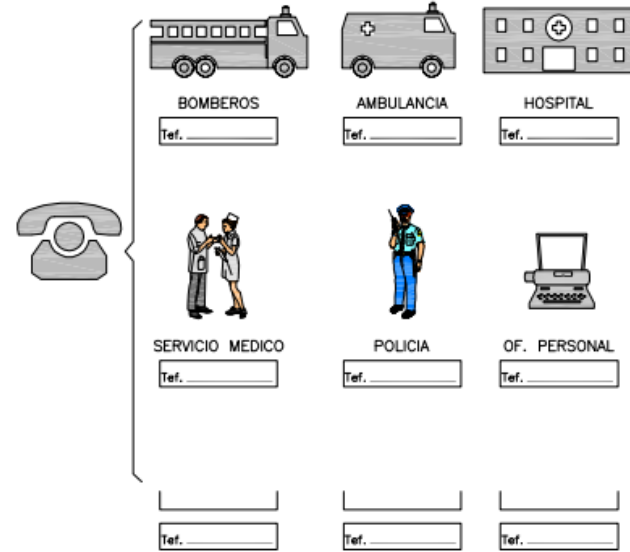 BOMBEROS
AMBULANCIA
HOSPITAL
Tef.
Tef.
Tef.
SERVICIO MEDICO
POLICIA
OF. PERSONAL
Tef.
Tef.
Tef.
Tef.
Tef.
Tef.